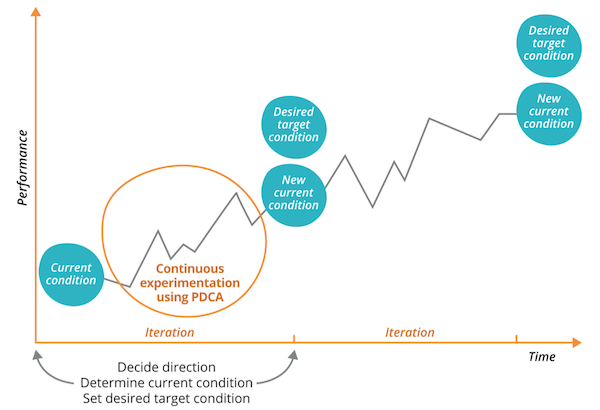 Desired
target
condition
Desired
target
condition
New
current
condition
New
current
condition
Performance
Current
condition
Continuous
experimentation
using PDCA
Iteration
Iteration
Time
Decide direction
Determine current condition
Set desired target condition